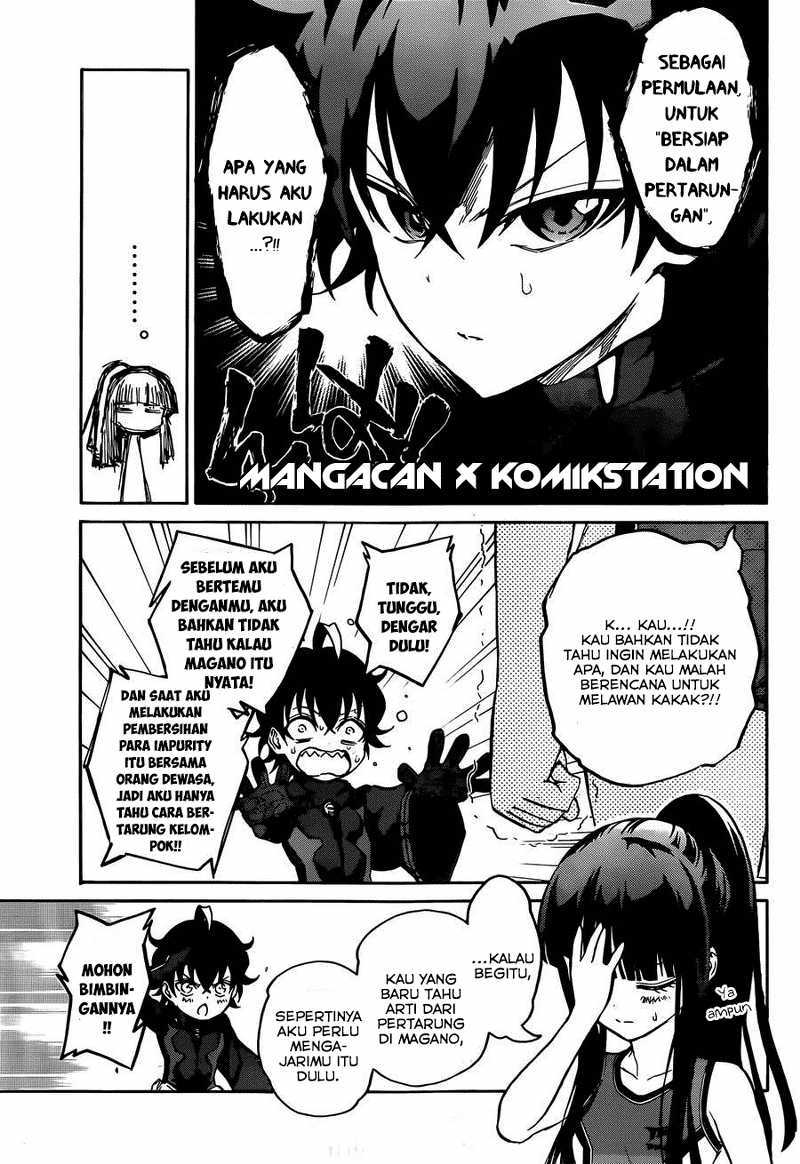 SEBAGAI
PERMULAAN,
UNTUK
"BERSIAP
DALAM
PERTARUN-
GAN",
APA YANG
HARUS AKU
LAKUKAN
...?!!
.........
MANGACAN X KOMIKSTATION
K... KAU...!!
KAU BAHKAN TIDAK
TAHU INGIN MELAKUKAN
APA, DAN KAU MALAH
BERENCANA UNTUK
MELAWAN KAKAK?!!
TIDAK,
TUNGGU,
DENGAR
DULU!
SEBELUM AKU
BERTEMU
DENGANMU, AKU
BAHKAN TIDAK
TAHU KALAU
MAGANO ITU
NYATA!
DAN SAAT AKU
MELAKUKAN
PEMBERSIHAN
PARA IMPURITY
ITU BERSAMA
ORANG DEWASA,
JADI AKU HANYA
TAHU CARA BER-
TARUNG KELOM-
POK!!
Ya
ampun
...KALAU
BEGITU,
KAU YANG
BARU TAHU
ARTI DARI
PERTARUNG
DI MAGANO,
SEPERTINYA
AKU PERLU
MENGA-
JARIMU ITU
DULU.
MOHON
BIMBIN-
GANNYA
!!